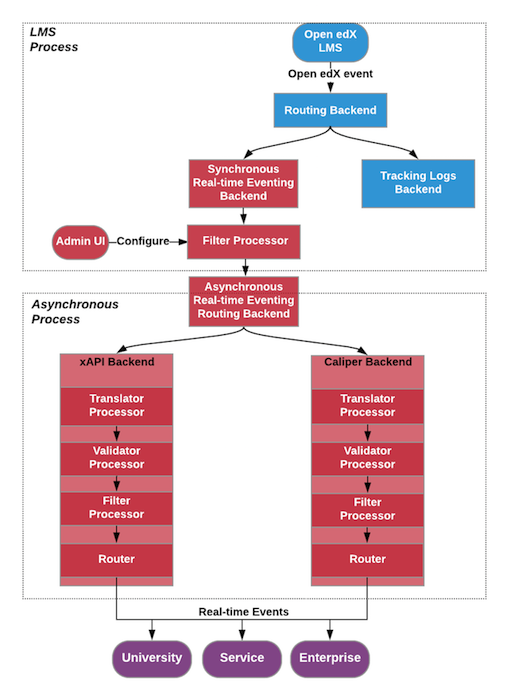 LMS
Process
Open edX
LMS
Open edX event
Routing Backend
Synchronous
Real-time Eventing
Backend
Tracking Logs
Backend
Admin UI
Configure
Filter Processor
Asynchronous
Process
Asynchronous
Real-time Eventing
Routing Backend
xAPI Backend
Caliper Backend
Translator
Processor
Translator
Processor
Validator
Processor
Validator
Processor
Filter
Processor
Filter
Processor
Router
Router
Real-time Events
University
Service
Enterprise